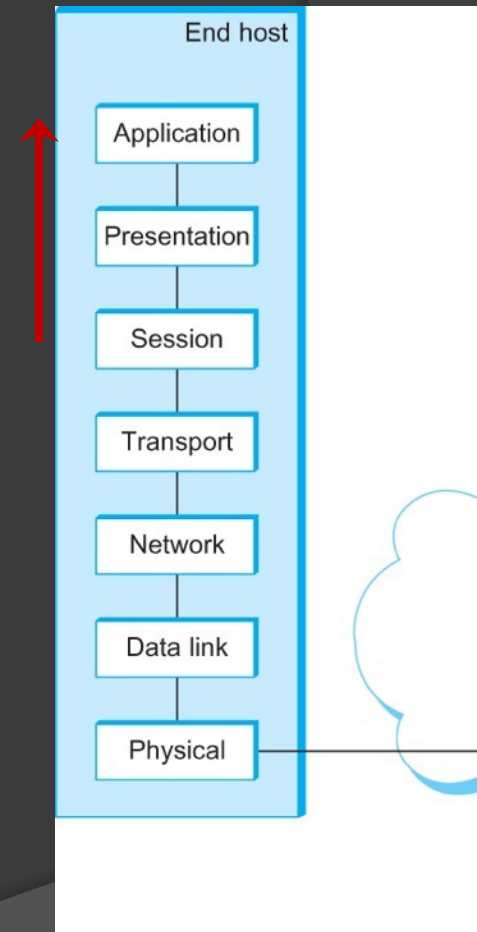 End host
Application
Presentation
Session
Transport
Network
Data link
Physical